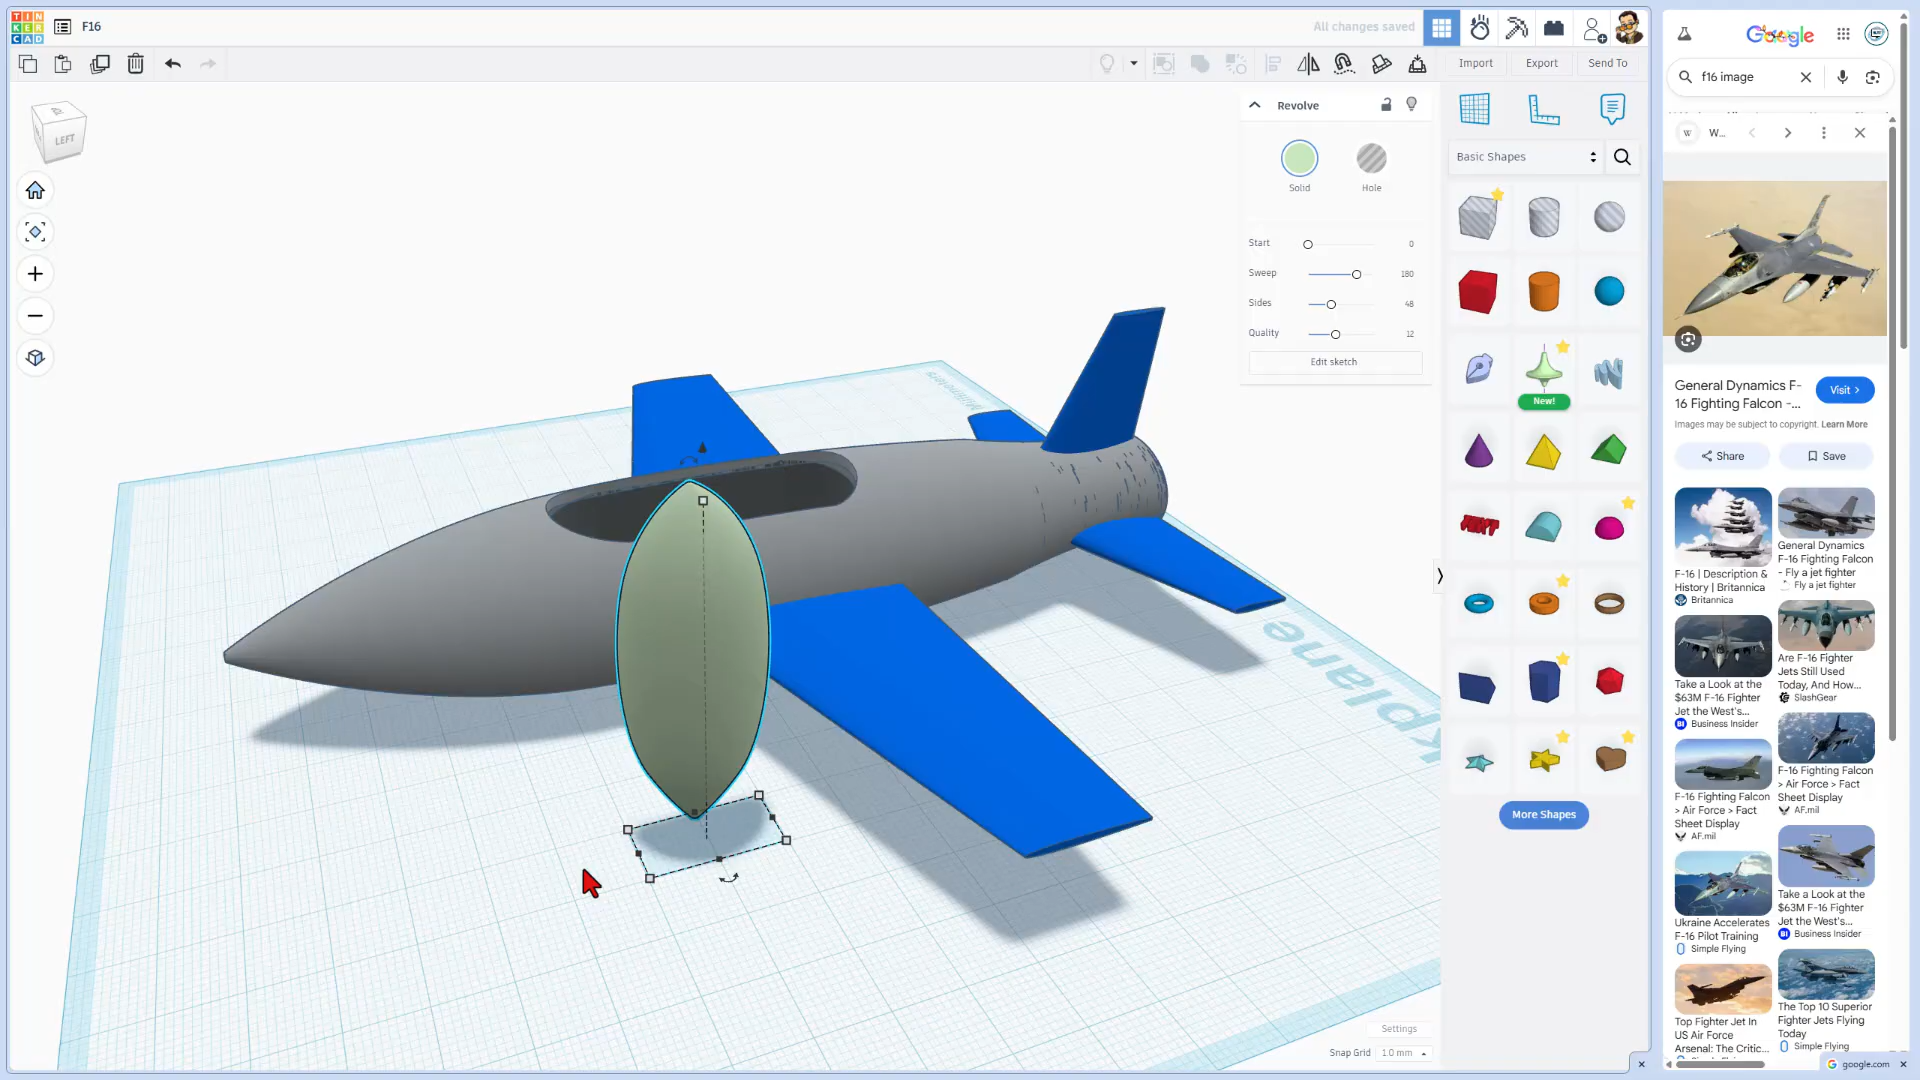 TIN
KER
CAD
F16
All changes saved
Import
Export
Send To
LEFT
Revolve
Solid
Hole
Start
0
Sweep
180
Sides
48
Quality
12
Edit sketch
Basic Shapes
New!
TEXT
More Shapes
Workplane
Settings
Snap Grid
1.0 mm
Google
f16 image
W
W...
General Dynamics F-
16 Fighting Falcon -...
Visit
Images may be subject to copyright. Learn More
Share
Save
F-16 | Description &
History | Britannica
Britannica
Take a Look at the
$63M F-16 Fighter
Jet the West's...
Business Insider
F-16 Fighting Falcon
> Air Force > Fact
Sheet Display
AF.mil
Ukraine Accelerates
F-16 Pilot Training
Simple Flying
Top Fighter Jet In
US Air Force
Arsenal: The Critic...
General Dynamics
F-16 Fighting Falcon
- Fly a jet fighter
Fly a jet fighter
Are F-16 Fighter
Jets Still Used
Today, And How...
SlashGear
F-16 Fighting Falcon
> Air Force > Fact
Sheet Display
AF.mil
Take a Look at the
$63M F-16 Fighter
Jet the West's...
Business Insider
The Top 10 Superior
Fighter Jets Flying
Today
Simple Flying
google.com